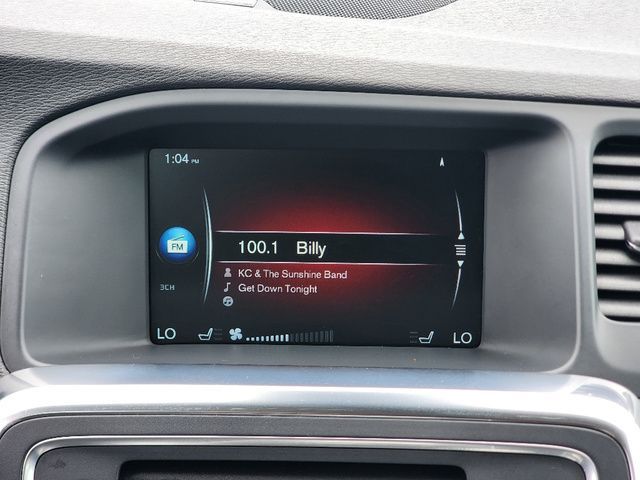 1:04 PM
FM
100.1 Billy
KC & The Sunshine Band
3CH
Get Down Tonight
LO
LO